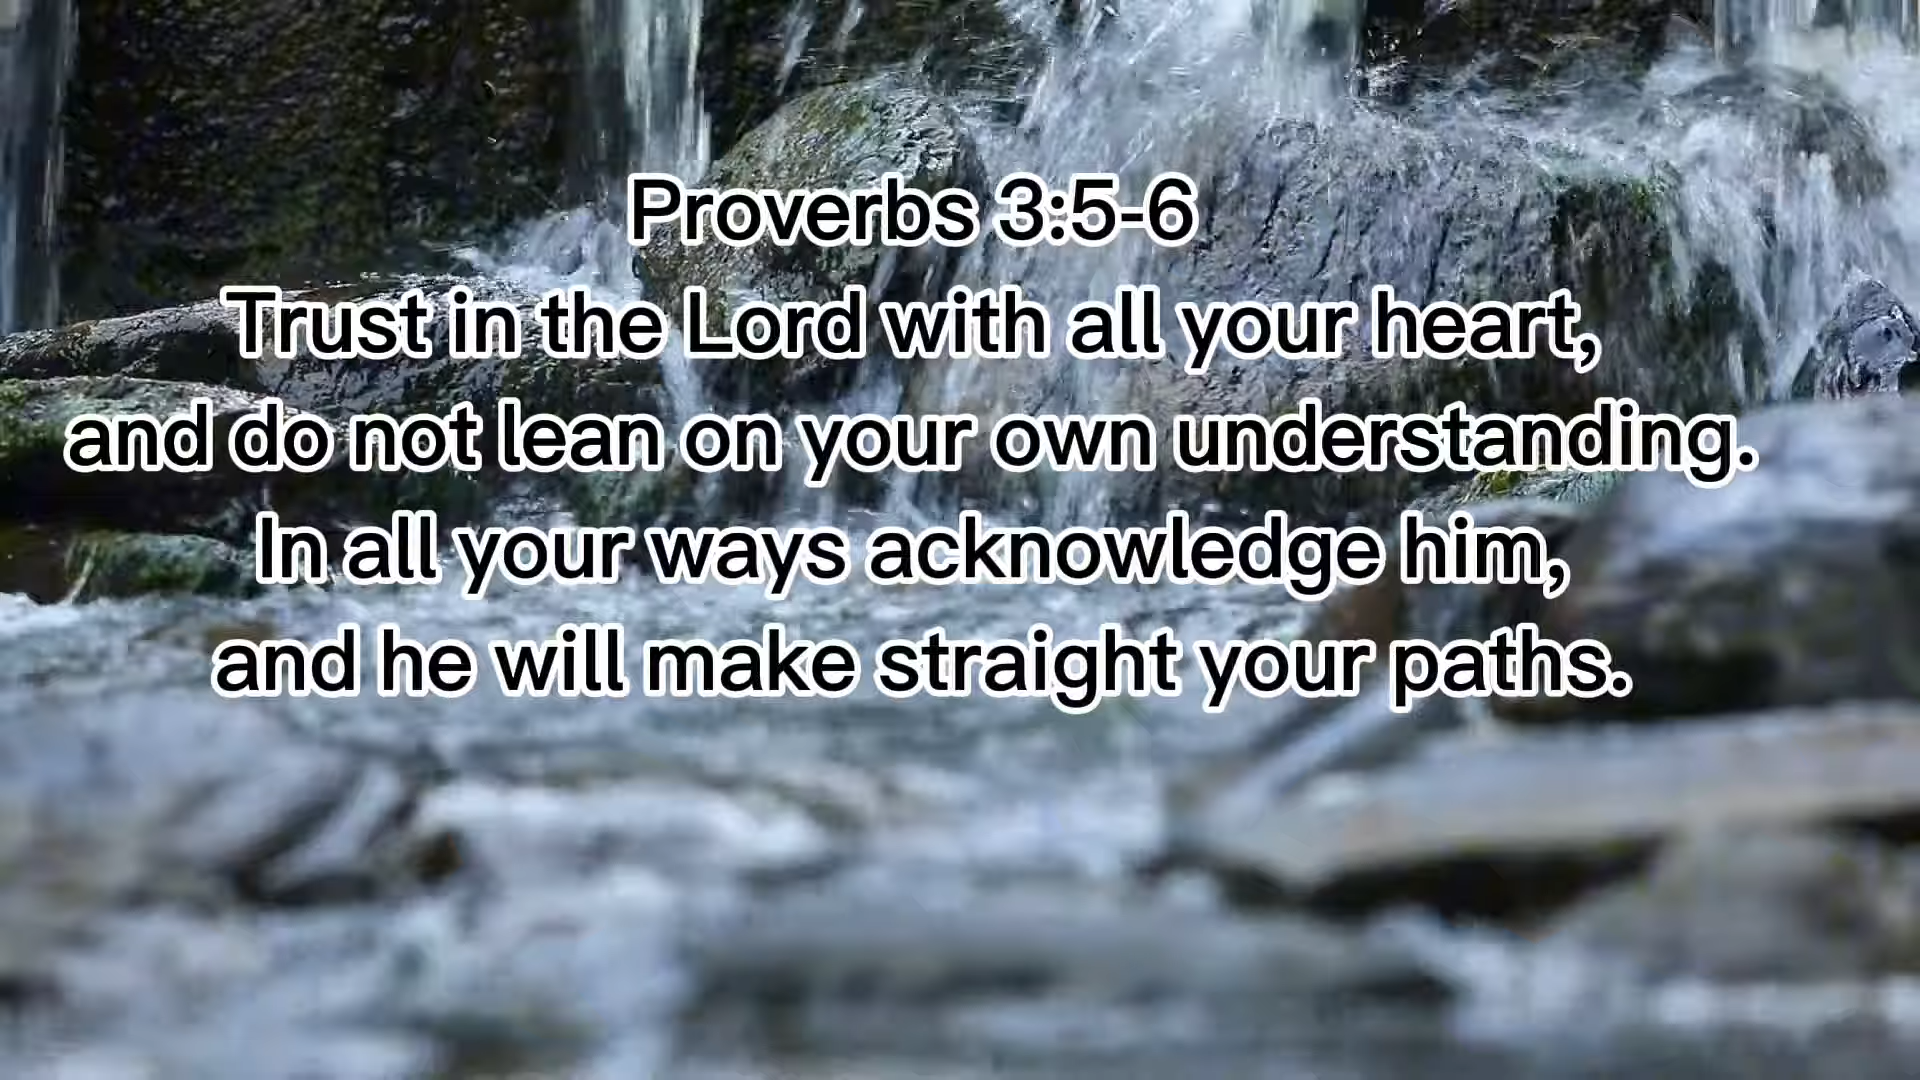 Proverbs 3:5-6
Trust in the Lord with all your heart,
and do not lean on your own understanding.
In all your ways acknowledge him,
and he will make straight your paths.